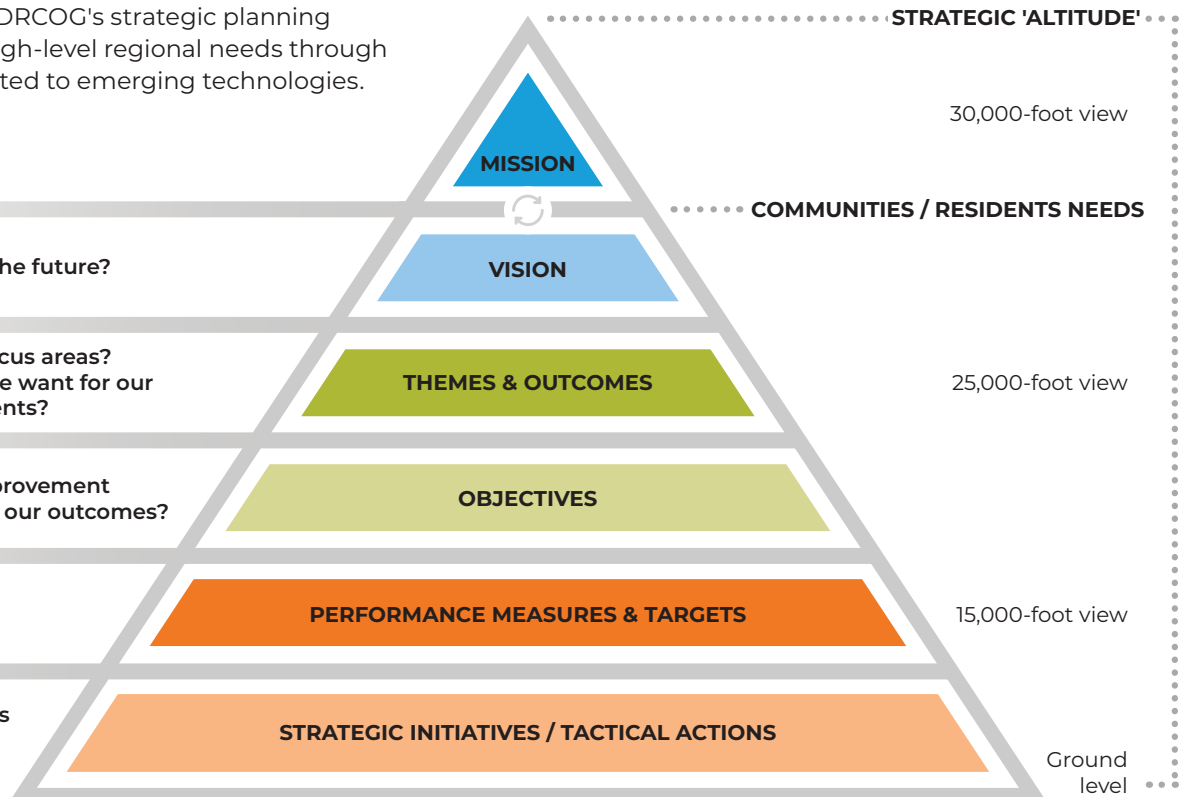 DRCOG's strategic planning
gh-level regional needs through
ted to emerging technologies.
STRATEGIC 'ALTITUDE'
30,000-foot view
MISSION
COMMUNITIES / RESIDENTS NEEDS
he future?
VISION
cus areas?
e want for our
ents?
THEMES & OUTCOMES
25,000-foot view
provement
our outcomes?
OBJECTIVES
PERFORMANCE MEASURES & TARGETS
15,000-foot view
s
STRATEGIC INITIATIVES / TACTICAL ACTIONS
Ground
level